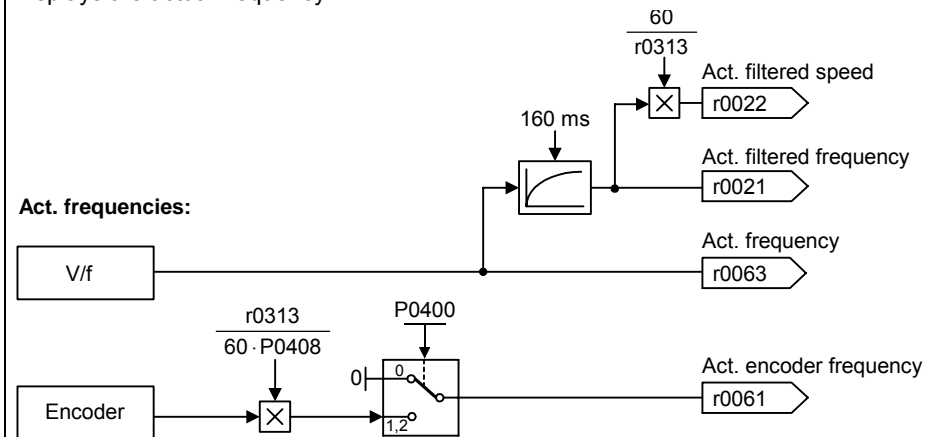 60
r0313
Act. filtered speed
r0022
160 ms
Act. filtered frequency
r0021
Act. frequencies:
Act. frequency
V/f
r0063
r0313
60 · P0408
P0400
Act. encoder frequency
0
0
r0061
Encoder
1,2